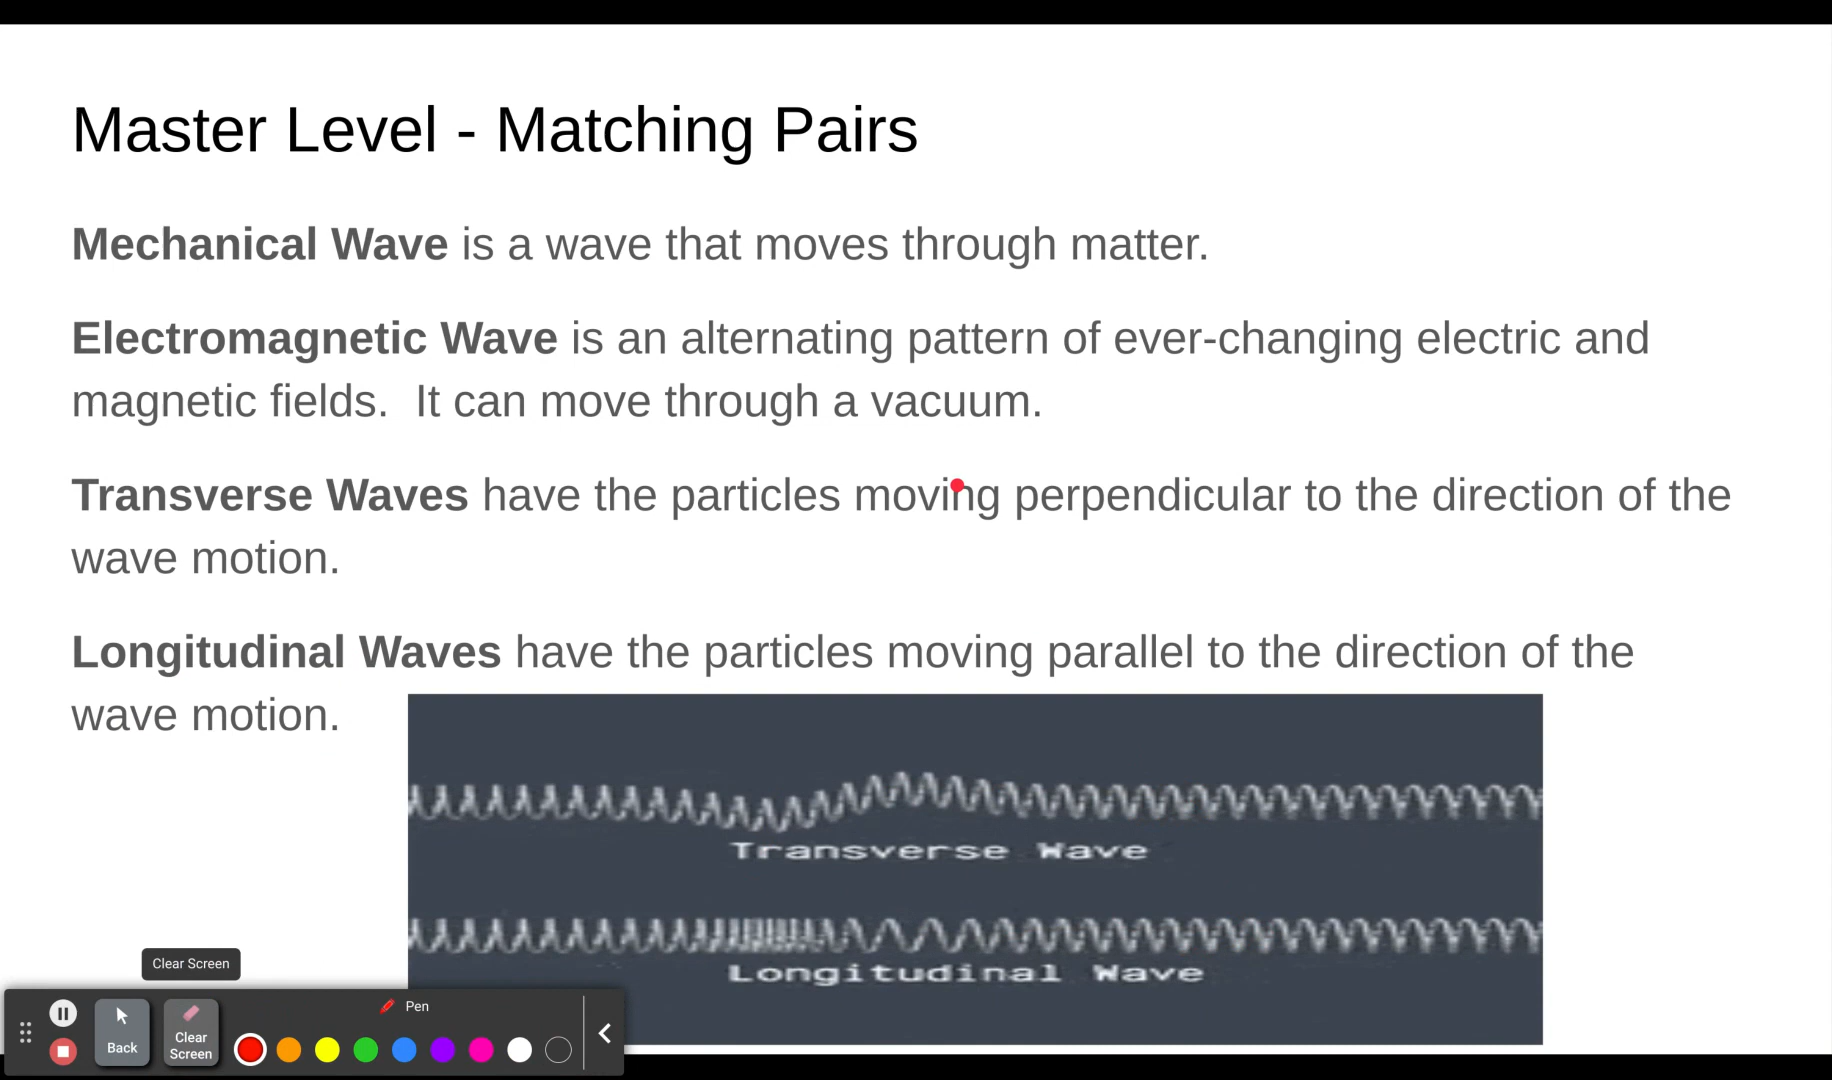 Master Level - Matching Pairs
Mechanical Wave is a wave that moves through matter.
Electromagnetic Wave is an alternating pattern of ever-changing electric and
magnetic fields.  It can move through a vacuum.
Transverse Waves have the particles moving perpendicular to the direction of the
wave motion.
Longitudinal Waves have the particles moving parallel to the direction of the
wave motion.
Transverse Wave
Longitudinal Wave
Clear Screen
Pen
Back
Clear
Screen